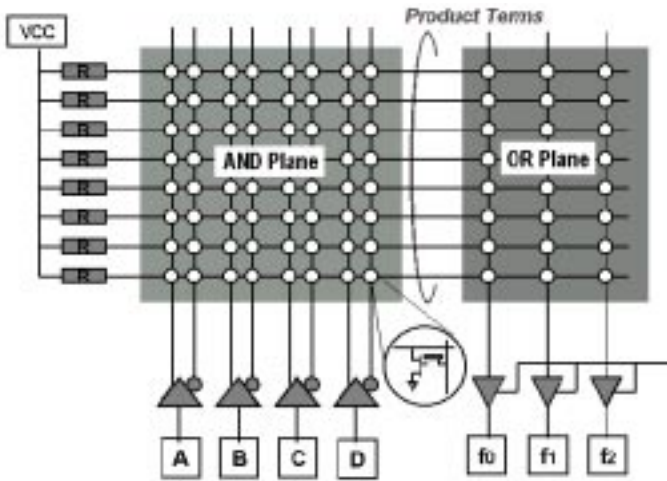 Product Terms
VCC
R
R
R
R
R
R
R
R
AND Plane
OR Plane
A
B
C
D
f0
f1
f2